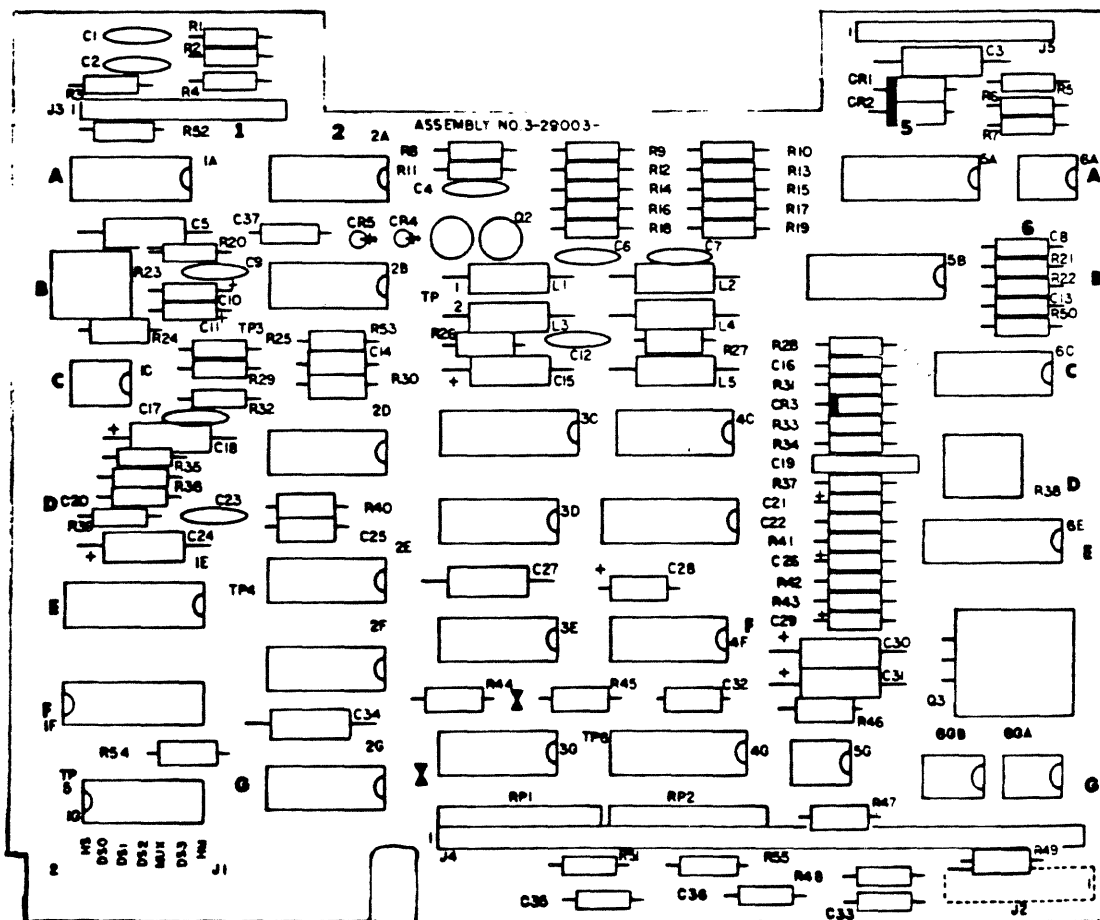 C1
R1
R2
C2
R3
R4
J3 1
R52
1
2
2A
ASSEMBLY NO.3-29003-
1
J5
C3
CR1
CR2
R5
R6
R7
5
A
1A
R8
R11
C4
R9
R12
R14
R16
R18
R10
R13
R15
R17
R19
5A
6A
A
C5
R20
C37
CR5
CR4
Q2
C6
C7
6
C8
R21
R22
C13
R50
B
R23
C9
+
C10
C11
+
R24
2B
TP
1
2
L1
L2
L3
L4
5B
B
TP3
R25
R29
R32
R53
C14
R30
R26
C12
R27
+
C15
L5
C
1C
R28
C16
R31
CR3
R33
R34
C19
R37
C21
+
C22
R41
C26
+
R42
R43
C29
+
6C
C
C17
+
C18
R35
R36
C20
R39
D
C23
+
C24
2D
3C
4C
R38
D
R40
C25
3D
1E
2E
6E
E
E
TP4
C27
+
C28
2F
3E
F
4F
+
C30
+
C31
Q3
F
1F
R44
R45
C32
R46
C34
R54
2G
3G
TP6
4G
5G
6GB
6GA
G
TP
5
1G
G
RP1
RP2
R47
1
J4
HS
DS0
DS1
DS2
MUX
DS3
HM
2
J1
R51
R55
R48
R49
C35
C36
C33
1
J2